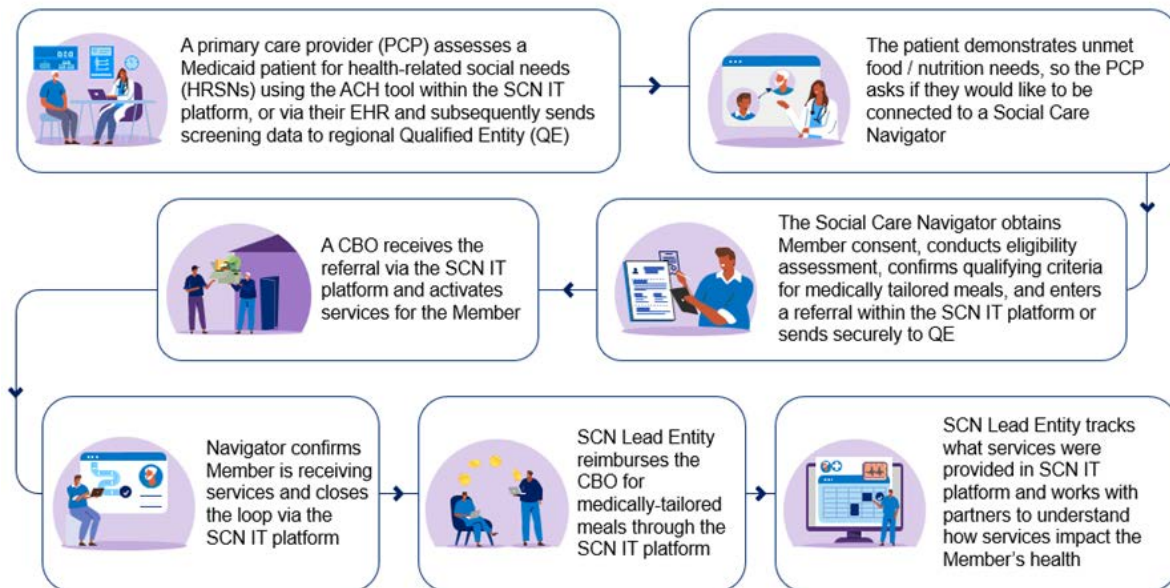 A primary care provider (PCP) assesses a
Medicaid patient for health-related social needs
(HRSNs) using the ACH tool within the SCN IT
platform, or via their EHR and subsequently sends
screening data to regional Qualified Entity (QE)
The patient demonstrates unmet
food / nutrition needs, so the PCP
asks if they would like to be
connected to a Social Care
Navigator
The Social Care Navigator obtains
Member consent, conducts eligibility
assessment, confirms qualifying criteria
for medically tailored meals, and enters
a referral within the SCN IT platform or
sends securely to QE
A CBO receives the
referral via the SCN IT
platform and activates
services for the Member
Navigator confirms
Member is receiving
services and closes
the loop via the
SCN IT platform
SCN Lead Entity
reimburses the
CBO for
medically-tailored
meals through the
SCN IT platform
SCN Lead Entity tracks
what services were
provided in SCN IT
platform and works with
partners to understand
how services impact the
Member's health